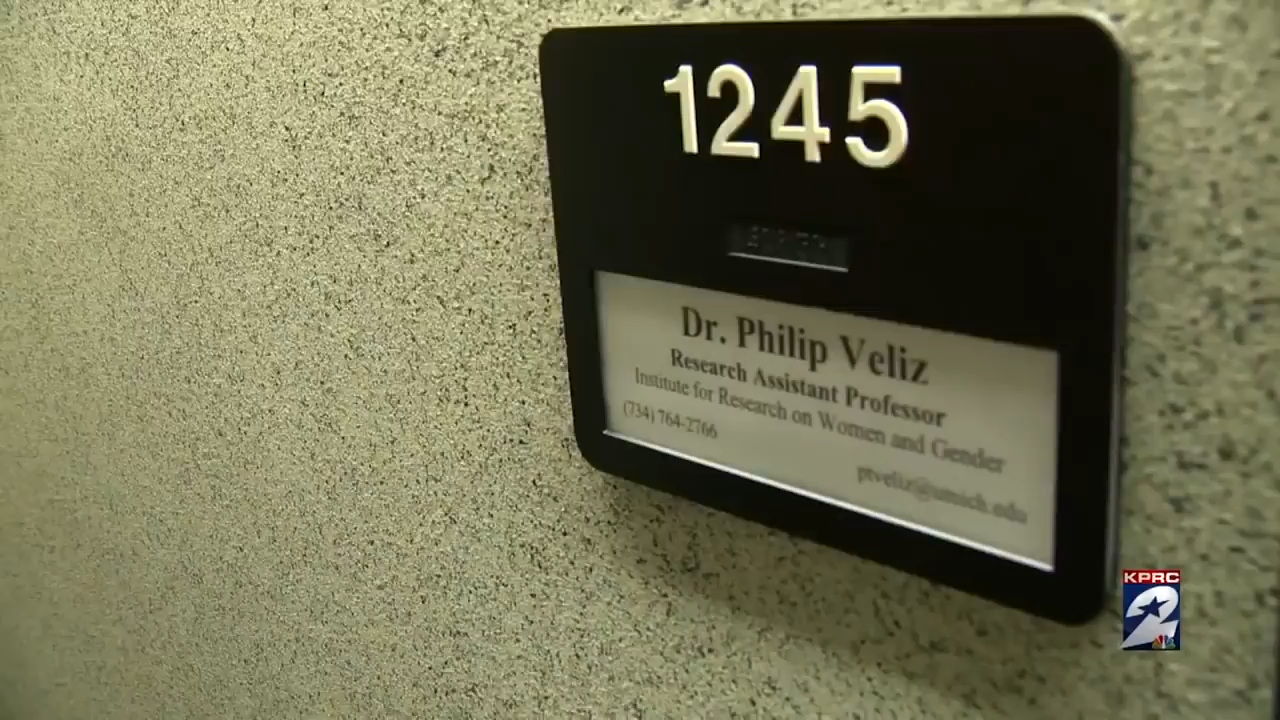 1245
Dr. Philip Veliz
Research Assistant Professor
Institute for Research on Women and Gender
(734) 764-2766
ptveliz@umich.edu
KPRC
2